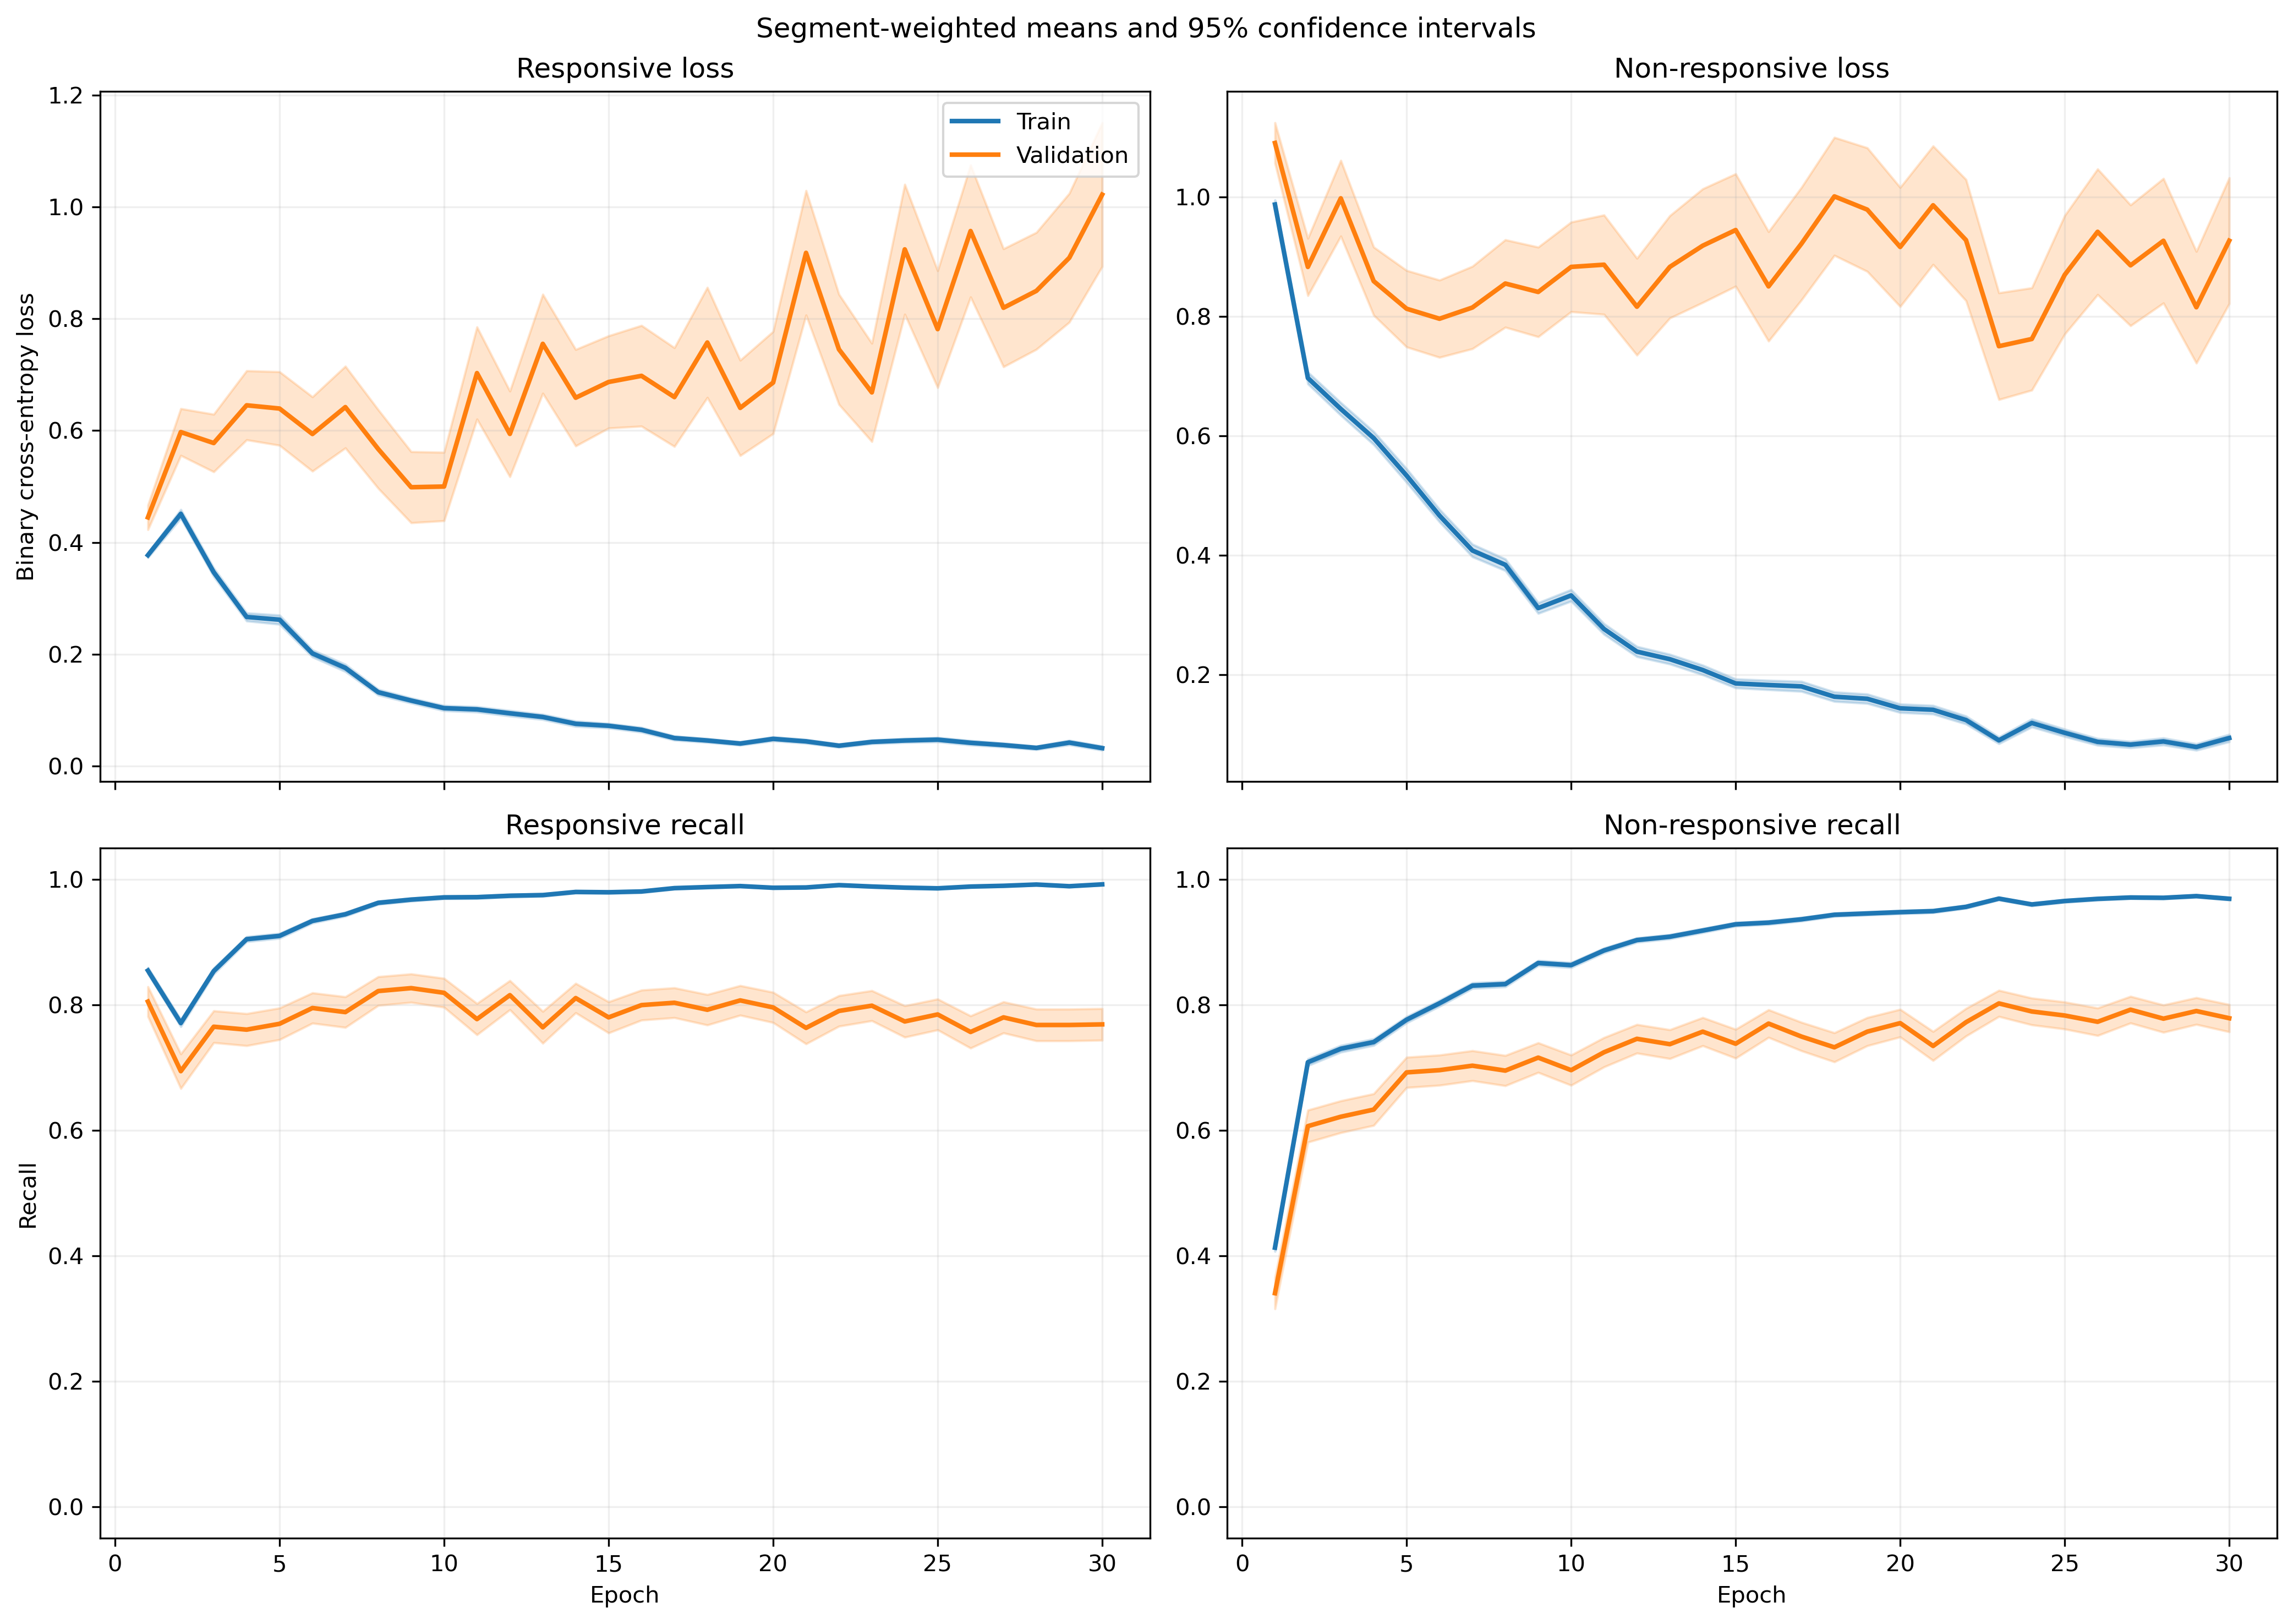 Segment-weighted means and 95% confidence intervals
Responsive loss
Non-responsive loss
Binary cross-entropy loss
1.2
1.0
0.8
0.6
0.4
0.2
0.0
Train
Validation
1.0
0.8
0.6
0.4
0.2
Responsive recall
Non-responsive recall
Recall
1.0
0.8
0.6
0.4
0.2
0.0
0 5 10 15 20 25 30
Epoch
1.0
0.8
0.6
0.4
0.2
0.0
0 5 10 15 20 25 30
Epoch